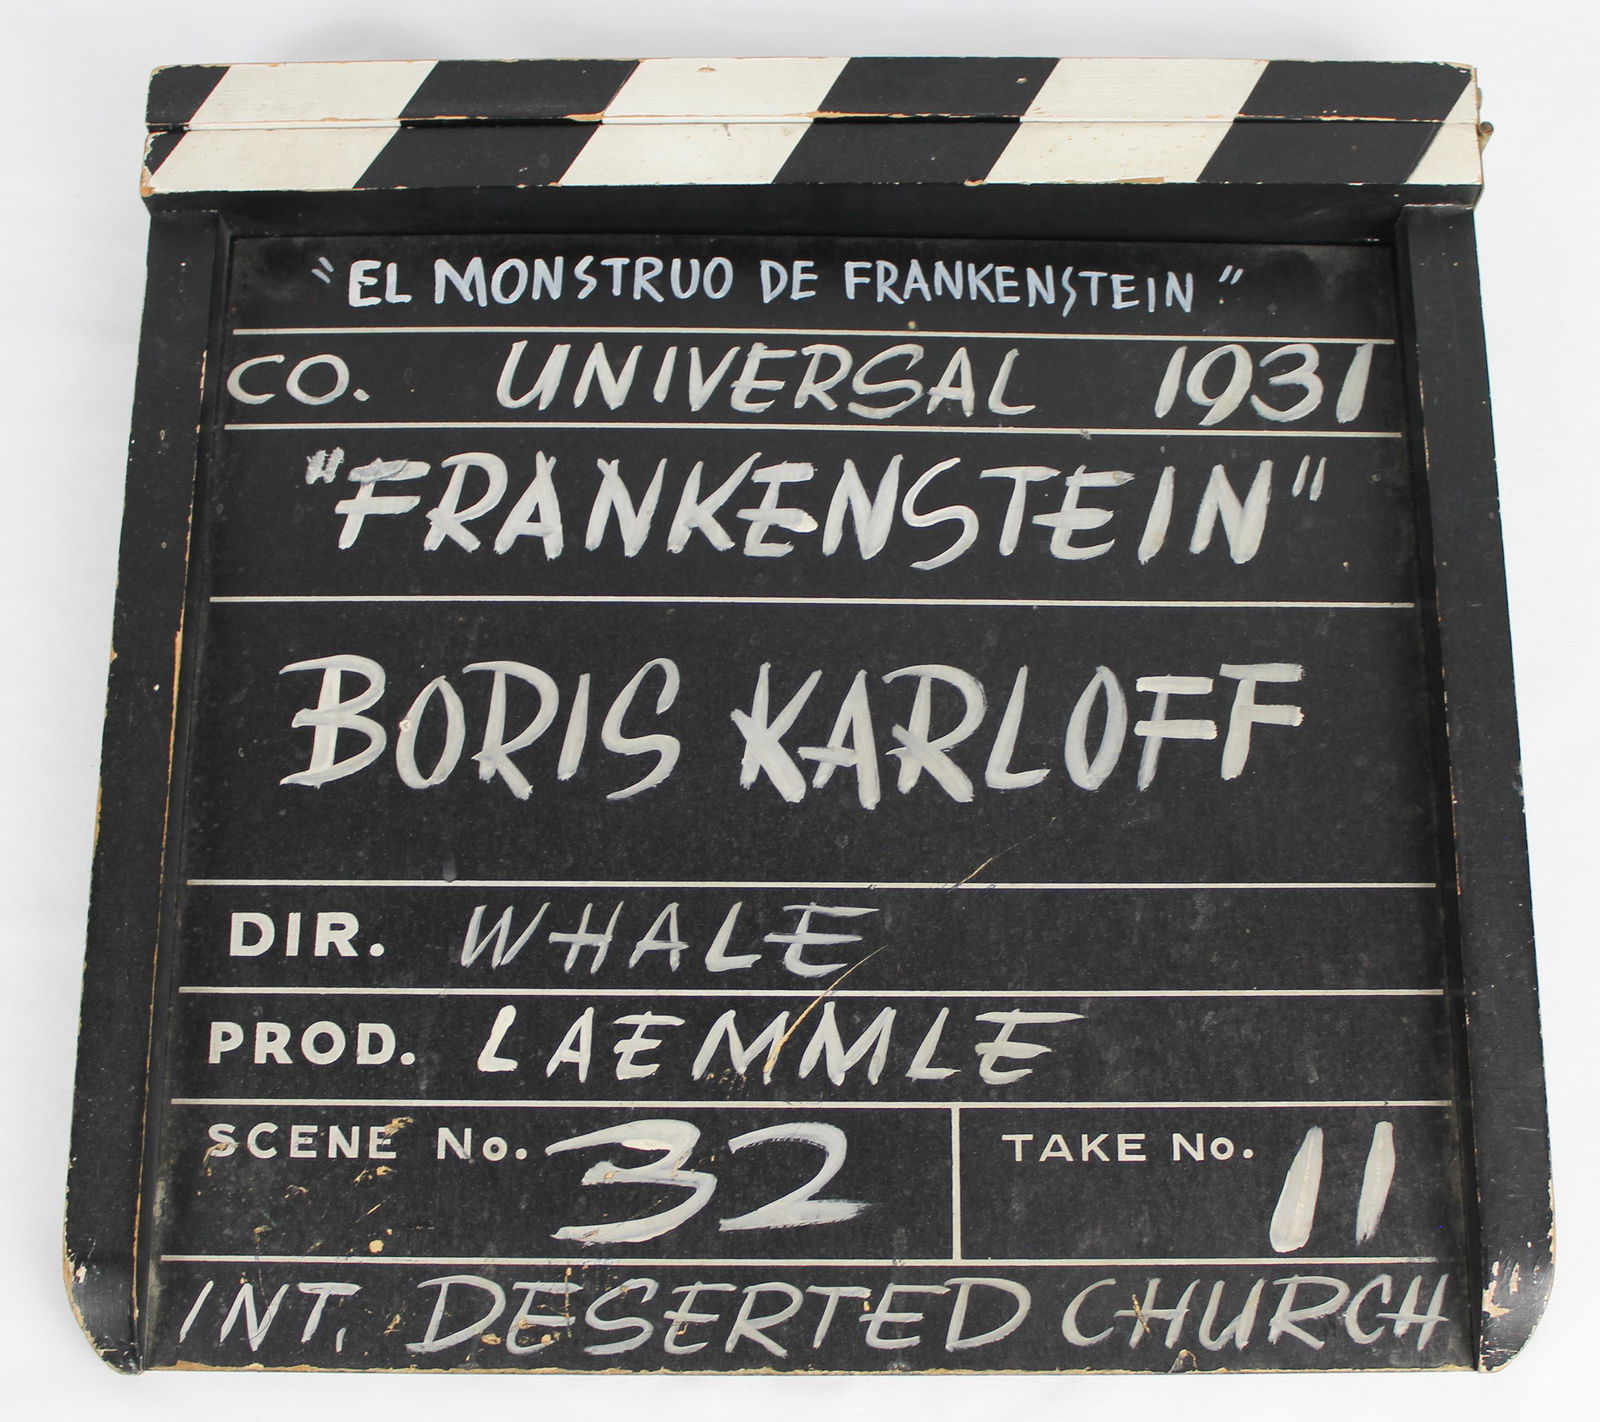 "EL MONSTRUO DE FRANKENSTEIN"
CO. UNIVERSAL 1931
"FRANKENSTEIN"
BORIS KARLOFF
DIR. WHALE
PROD. LAEMMLE
SCENE No. 32 TAKE No. 11
INT. DESERTED CHURCH